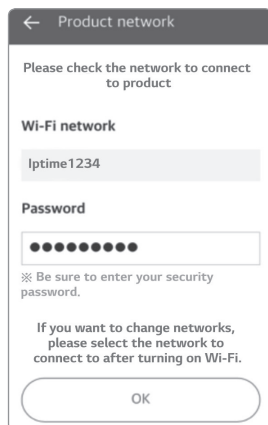 ← Product network
Please check the network to connect
to product
Wi-Fi network
Iptime1234
Password
●●●●●●●●●
※ Be sure to enter your security
password.
If you want to change networks,
please select the network to
connect to after turning on Wi-Fi.
OK